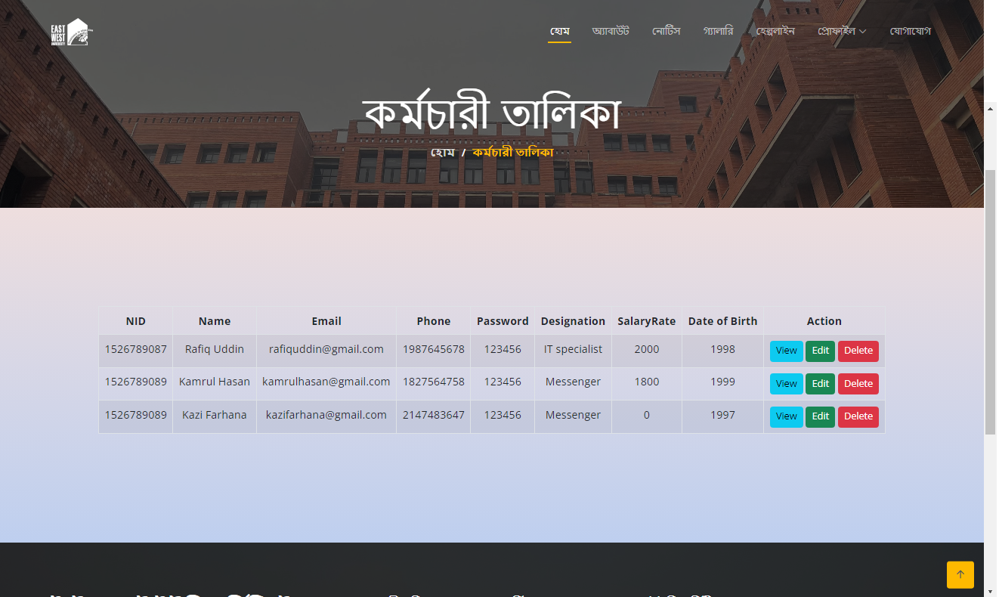 EAST
WEST
UNIVERSITY
হোম অ্যাবাউট নোটিস গ্যালারি হেল্পলাইন প্রোফাইল যোগাযোগ
কর্মচারী তালিকা
হোম / কর্মচারী তালিকা
NID Name Email Phone Password Designation SalaryRate Date of Birth Action
1526789087 Rafiq Uddin rafiquddin@gmail.com 1987645678 123456 IT specialist 2000 1998 View Edit Delete
1526789089 Kamrul Hasan kamrulhasan@gmail.com 1827564758 123456 Messenger 1800 1999 View Edit Delete
1526789089 Kazi Farhana kazifarhana@gmail.com 2147483647 123456 Messenger 0 1997 View Edit Delete